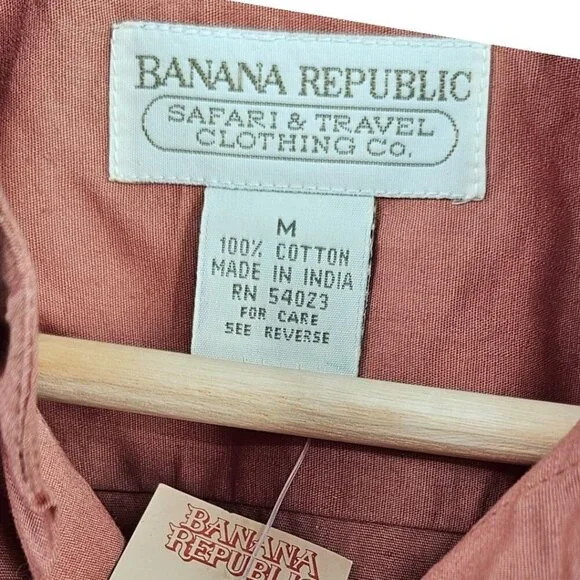 BANANA REPUBLIC
SAFARI & TRAVEL
CLOTHING CO.
M
100% COTTON
MADE IN INDIA
RN 54023
FOR CARE
SEE REVERSE
BANANA
REPUBLIC